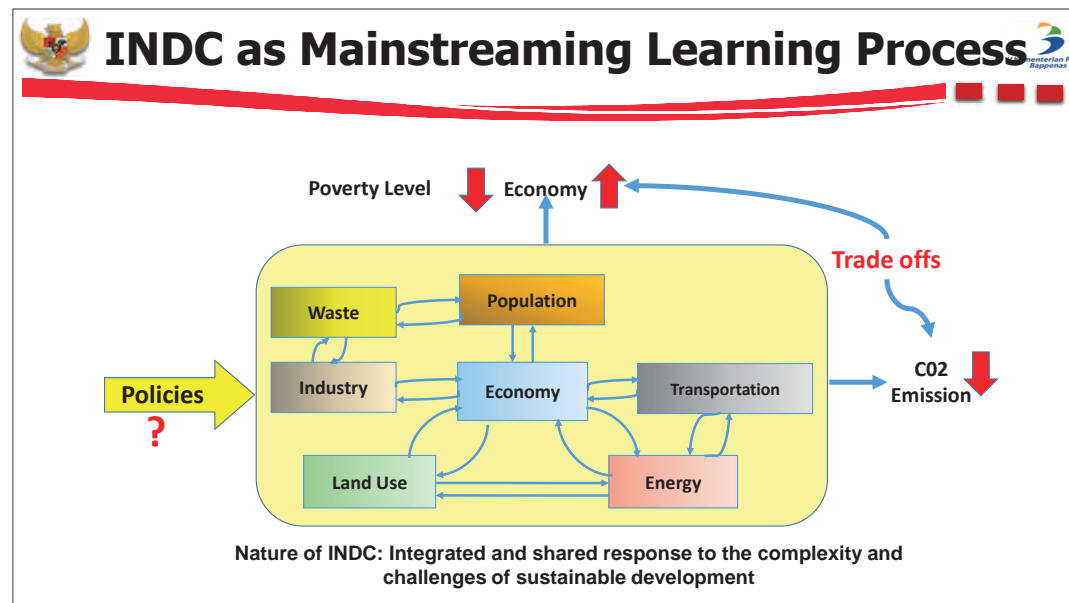 INDC as Mainstreaming Learning Process
Bappenas
Poverty Level
Economy
Trade offs
Waste
Population
Policies
?
Industry
Economy
Transportation
C02
Emission
Land Use
Energy
Nature of INDC: Integrated and shared response to the complexity and
challenges of sustainable development